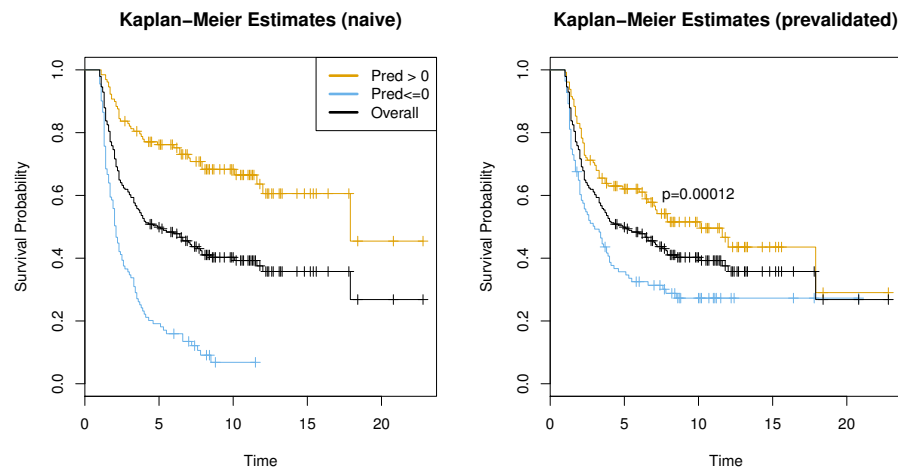 Kaplan−Meier Estimates (naive)
Survival Probability
1.0
0.8
0.6
0.4
0.2
0.0
Pred > 0
Pred<=0
Overall
0 5 10 15 20
Time
Kaplan−Meier Estimates (prevalidated)
Survival Probability
1.0
0.8
0.6
0.4
0.2
0.0
p=0.00012
0 5 10 15 20
Time